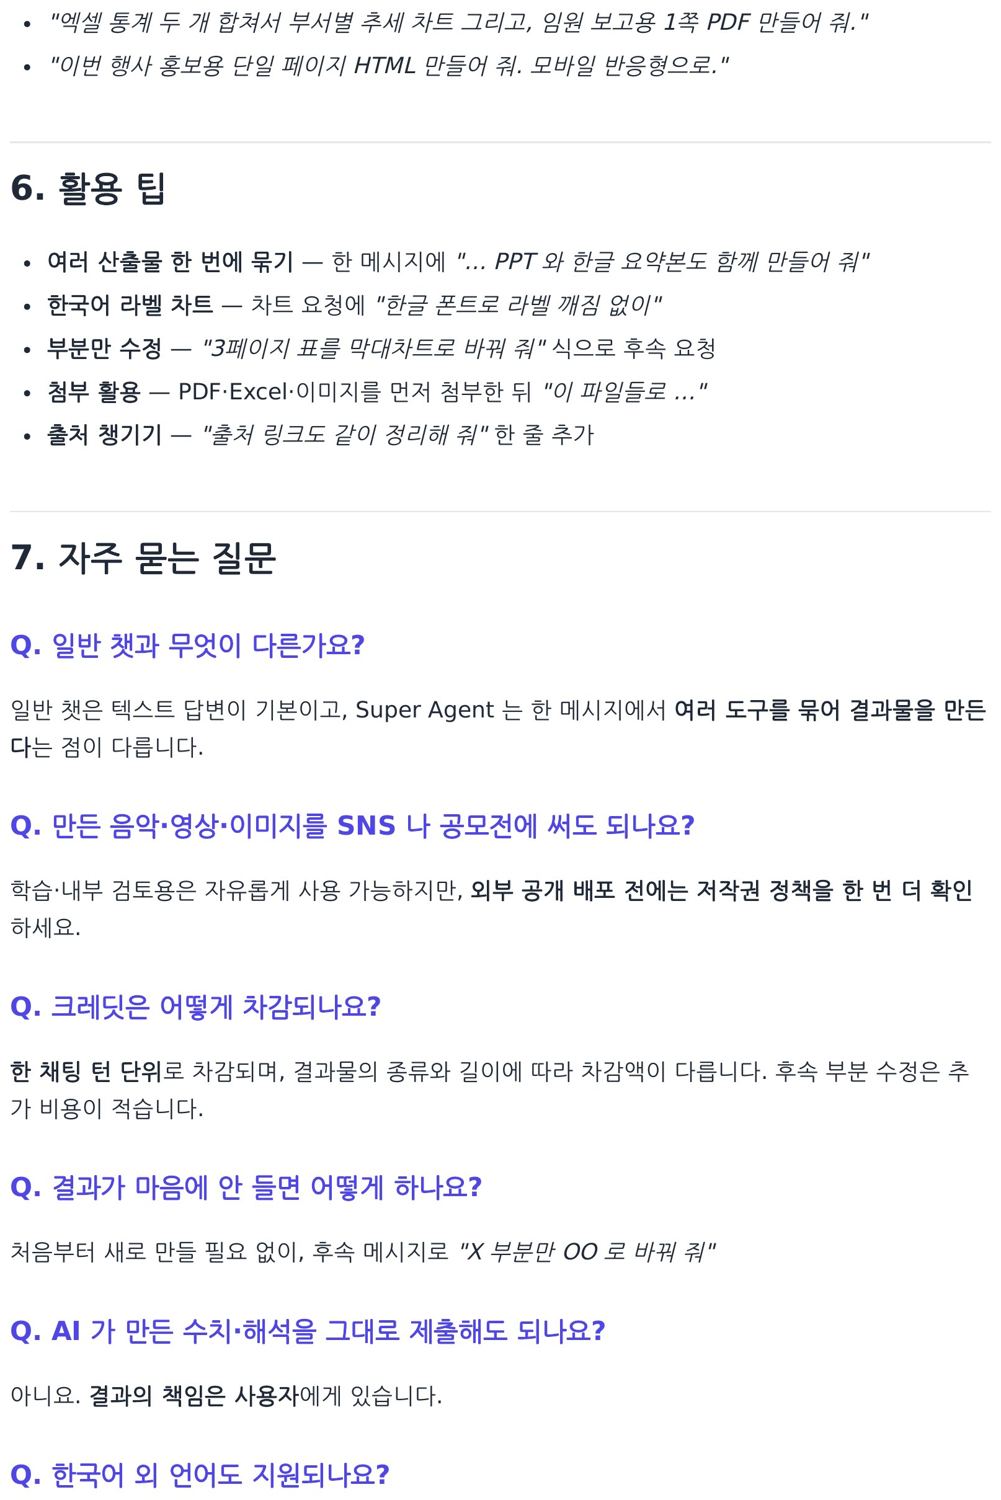 • "엑셀 통계 두 개 합쳐서 부서별 추세 차트 그리고, 임원 보고용 1쪽 PDF 만들어 줘."
• "이번 행사 홍보용 단일 페이지 HTML 만들어 줘. 모바일 반응형으로."
6. 활용 팁
• 여러 산출물 한 번에 묶기 — 한 메시지에 "... PPT 와 한글 요약본도 함께 만들어 줘"
• 한국어 라벨 차트 — 차트 요청에 "한글 폰트로 라벨 깨짐 없이"
• 부분만 수정 — "3페이지 표를 막대차트로 바꿔 줘" 식으로 후속 요청
• 첨부 활용 — PDF·Excel·이미지를 먼저 첨부한 뒤 "이 파일들로 ..."
• 출처 챙기기 — "출처 링크도 같이 정리해 줘" 한 줄 추가
7. 자주 묻는 질문
Q. 일반 챗과 무엇이 다른가요?
일반 챗은 텍스트 답변이 기본이고, Super Agent 는 한 메시지에서 여러 도구를 묶어 결과물을 만든
다는 점이 다릅니다.
Q. 만든 음악·영상·이미지를 SNS 나 공모전에 써도 되나요?
학습·내부 검토용은 자유롭게 사용 가능하지만, 외부 공개 배포 전에는 저작권 정책을 한 번 더 확인
하세요.
Q. 크레딧은 어떻게 차감되나요?
한 채팅 턴 단위로 차감되며, 결과물의 종류와 길이에 따라 차감액이 다릅니다. 후속 부분 수정은 추
가 비용이 적습니다.
Q. 결과가 마음에 안 들면 어떻게 하나요?
처음부터 새로 만들 필요 없이, 후속 메시지로 "X 부분만 OO 로 바꿔 줘"
Q. AI 가 만든 수치·해석을 그대로 제출해도 되나요?
아니요. 결과의 책임은 사용자에게 있습니다.
Q. 한국어 외 언어도 지원되나요?